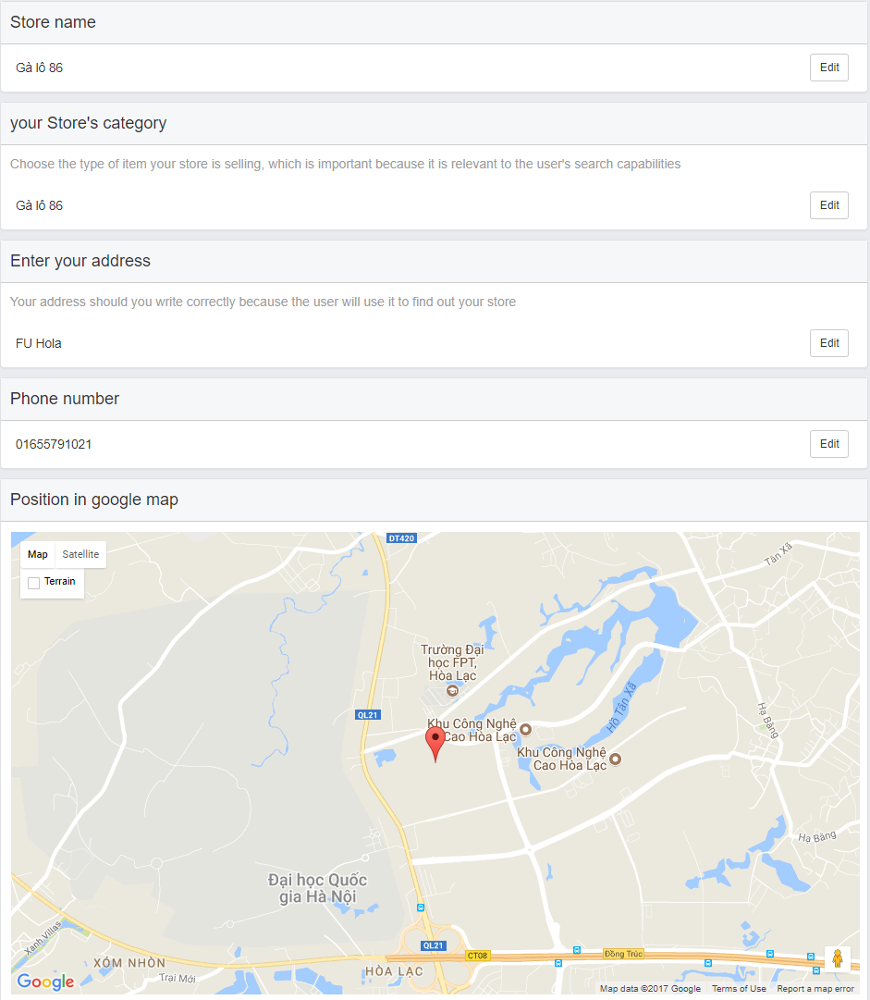 Store name
Gà lô 86
Edit
your Store's category
Choose the type of item your store is selling, which is important because it is relevant to the user's search capabilities
Gà lô 86
Edit
Enter your address
Your address should you write correctly because the user will use it to find out your store
FU Hola
Edit
Phone number
01655791021
Edit
Position in google map
DT420
Map
Satellite
Terrain
Tân Xã
Trường Đại
học FPT,
Hòa Lạc
Hồ Tân Xã
QL21
Khu Công Nghệ
Cao Hòa Lạc
Hạ Bằng
Khu Công Nghệ
Cao Hòa Lạc
Hạ Bằng
Đại học Quốc
gia Hà Nội
Xanh Villas
QL21
CT08
Đồng Trúc
XÓM NHÒN
Trại Mới
HÒA LẠC
Google
Map data ©2017 Google
Terms of Use
Report a map error